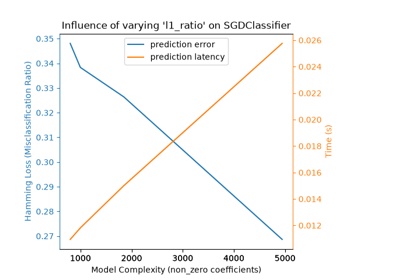 Influence of varying 'l1_ratio' on SGDClassifier
prediction error
prediction latency
Hamming Loss (Misclassification Ratio)
0.35
0.34
0.33
0.32
0.31
0.30
0.29
0.28
0.27
0.026
0.024
0.022
0.020
0.018
0.016
0.014
0.012
Time (s)
1000 2000 3000 4000 5000
Model Complexity (non_zero coefficients)